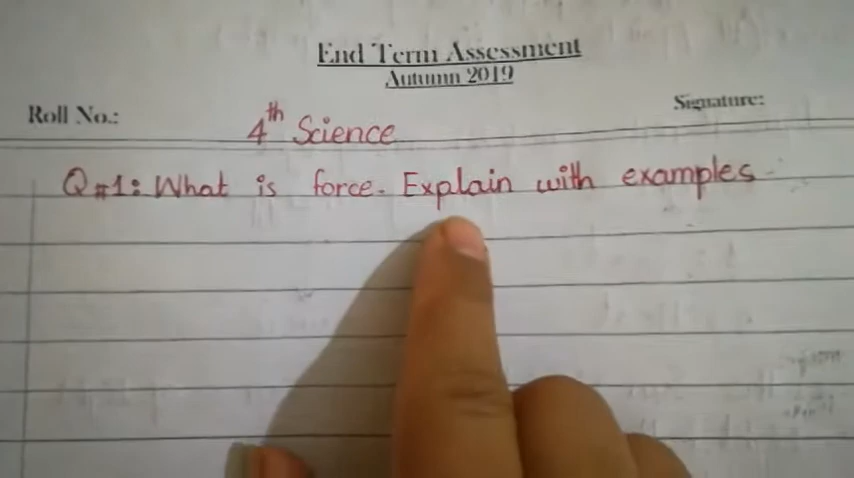 End Term Assessment
Autumn 2019
Roll No.:
Signature:
4th Science
Q#1: What is force. Explain with examples